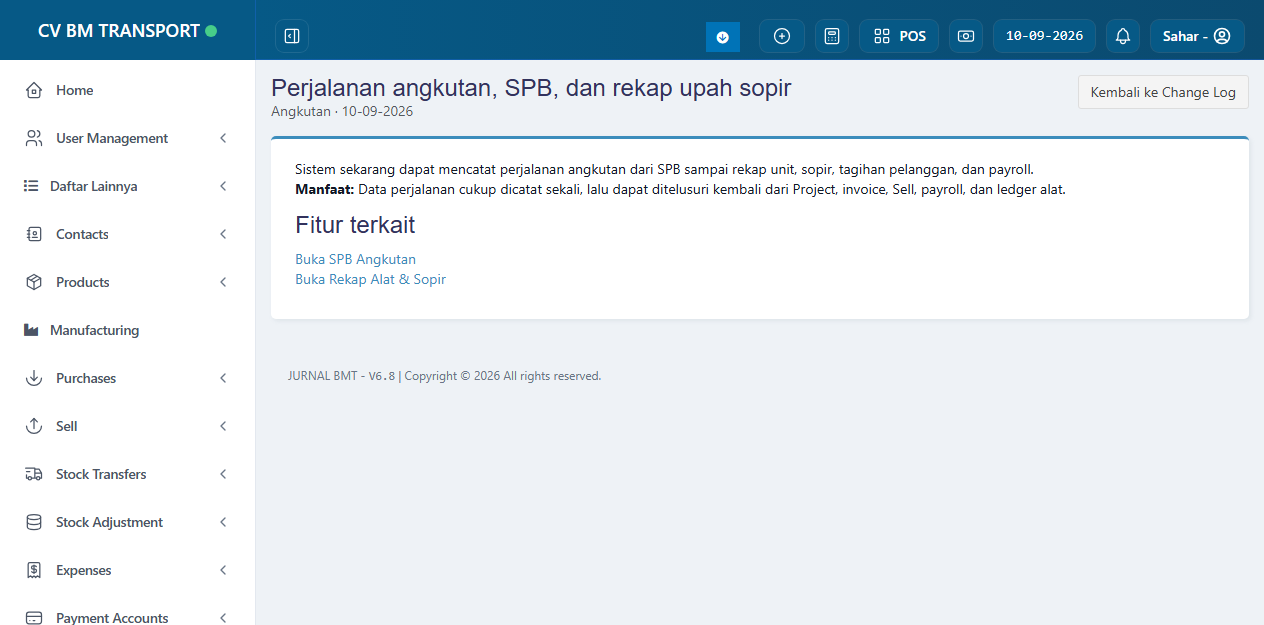 CV BM TRANSPORT
POS
10-09-2026
Sahar -
Home
User Management
Daftar Lainnya
Contacts
Products
Manufacturing
Purchases
Sell
Stock Transfers
Stock Adjustment
Expenses
Payment Accounts
Perjalanan angkutan, SPB, dan rekap upah sopir
Angkutan · 10-09-2026
Kembali ke Change Log
Sistem sekarang dapat mencatat perjalanan angkutan dari SPB sampai rekap unit, sopir, tagihan pelanggan, dan payroll.
Manfaat: Data perjalanan cukup dicatat sekali, lalu dapat ditelusuri kembali dari Project, invoice, Sell, payroll, dan ledger alat.
Fitur terkait
Buka SPB Angkutan
Buka Rekap Alat & Sopir
JURNAL BMT - V6.8 | Copyright © 2026 All rights reserved.